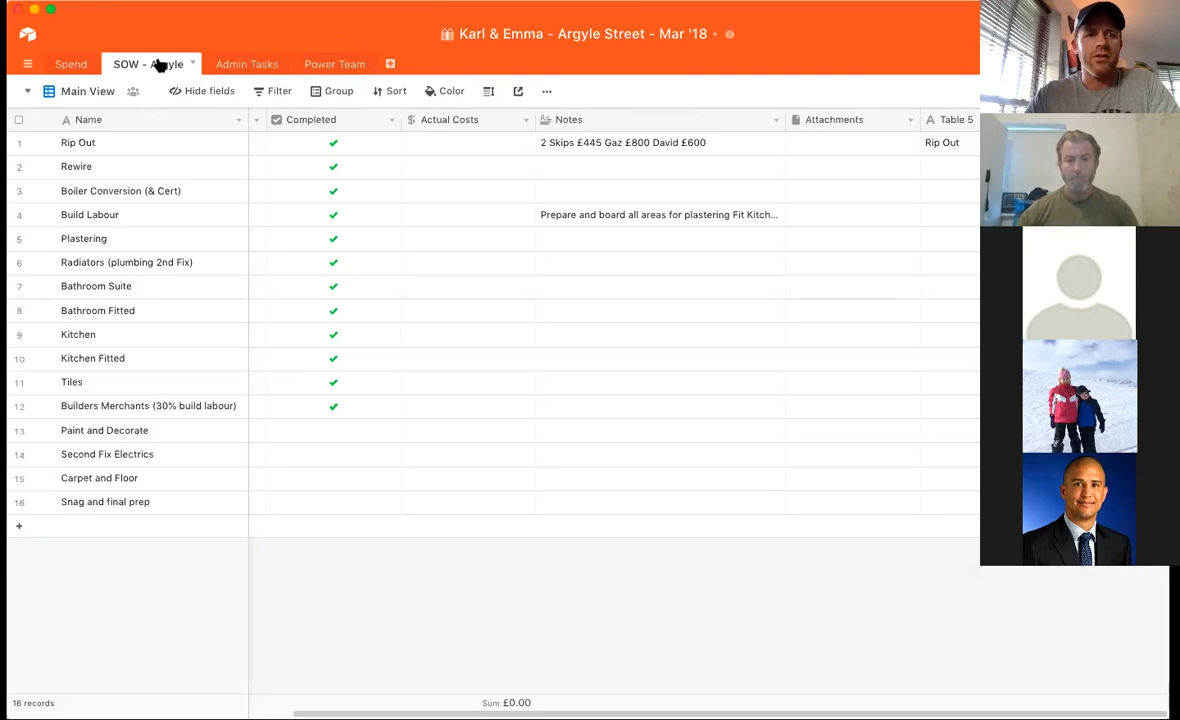 Karl & Emma - Argyle Street - Mar '18
Spend SOW - Argyle Admin Tasks Power Team
Main View Hide fields Filter Group Sort Color
Name Completed Actual Costs Notes Attachments Table 5
1 Rip Out 2 Skips £445 Gaz £800 David £600 Rip Out
2 Rewire
3 Boiler Conversion (& Cert)
4 Build Labour Prepare and board all areas for plastering Fit Kitch...
5 Plastering
6 Radiators (plumbing 2nd Fix)
7 Bathroom Suite
8 Bathroom Fitted
9 Kitchen
10 Kitchen Fitted
11 Tiles
12 Builders Merchants (30% build labour)
13 Paint and Decorate
14 Second Fix Electrics
15 Carpet and Floor
16 Snag and final prep
+
16 records Sum £0.00